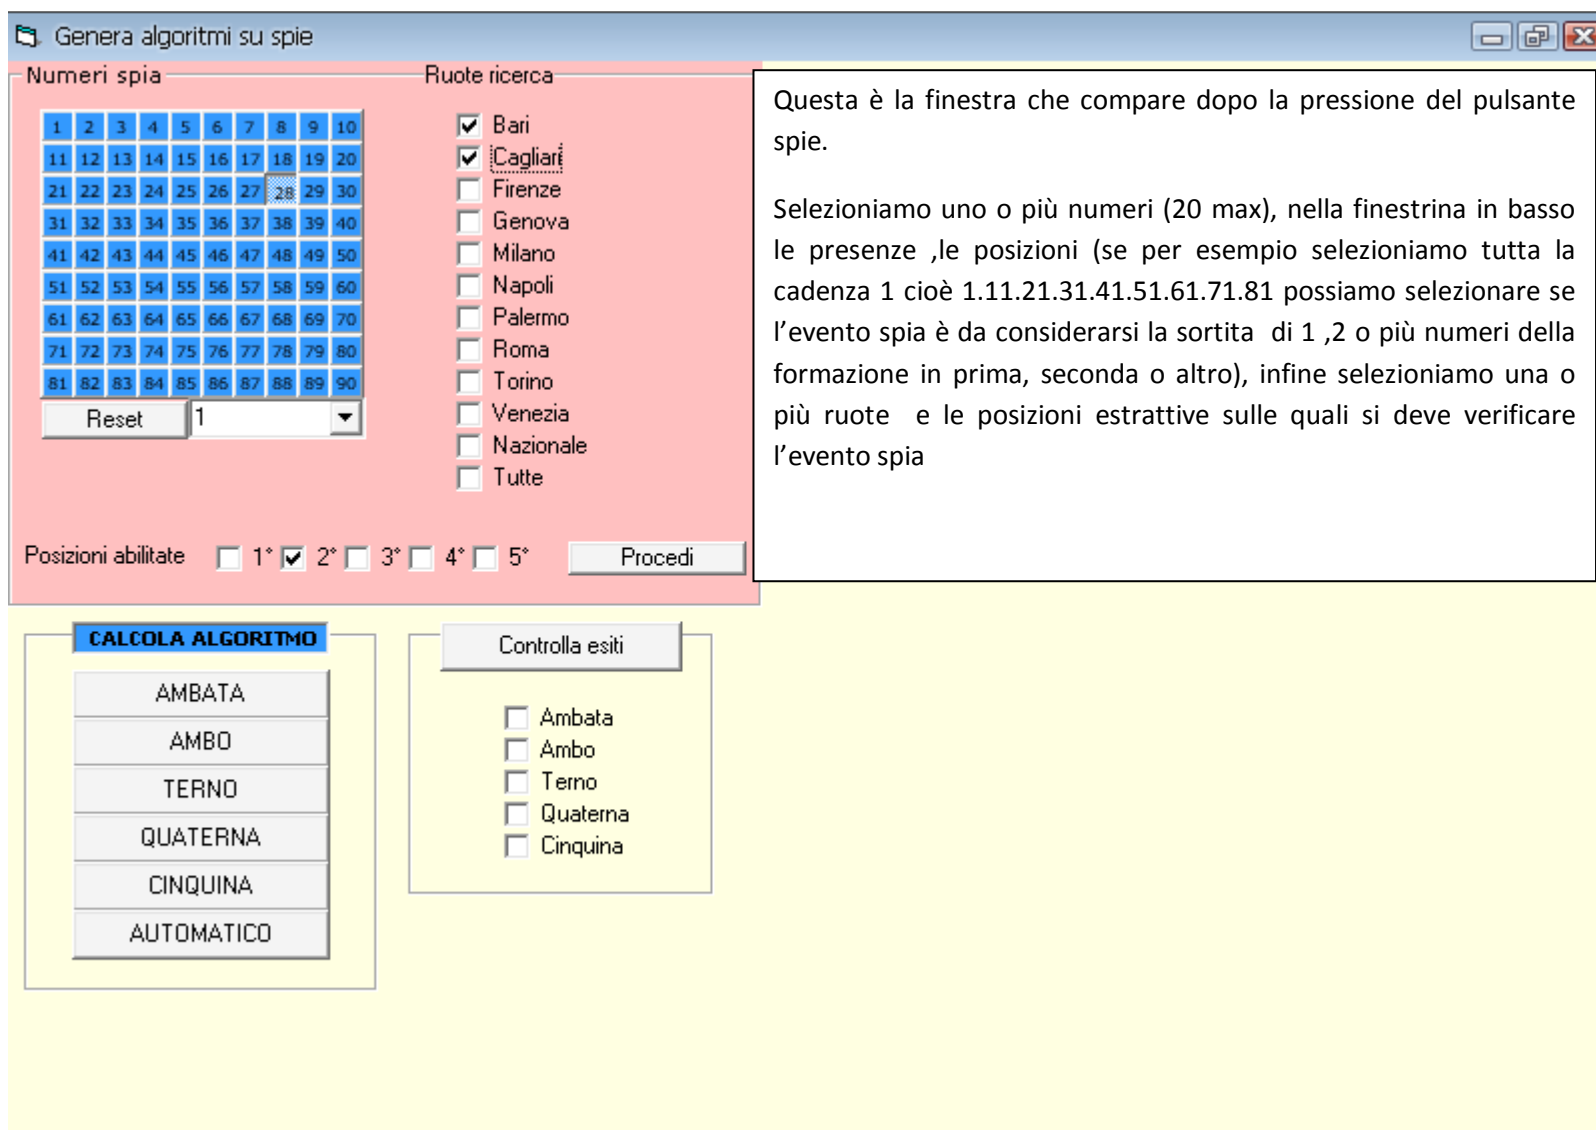 Genera algoritmi su spie
Numeri spia
Ruote ricerca
1 2 3 4 5 6 7 8 9 10
11 12 13 14 15 16 17 18 19 20
21 22 23 24 25 26 27 28 29 30
31 32 33 34 35 36 37 38 39 40
41 42 43 44 45 46 47 48 49 50
51 52 53 54 55 56 57 58 59 60
61 62 63 64 65 66 67 68 69 70
71 72 73 74 75 76 77 78 79 80
81 82 83 84 85 86 87 88 89 90
Reset 1
Bari
Cagliari
Firenze
Genova
Milano
Napoli
Palermo
Roma
Torino
Venezia
Nazionale
Tutte
Posizioni abilitate 1° 2° 3° 4° 5° Procedi
Questa è la finestra che compare dopo la pressione del pulsante
spie.
Selezioniamo uno o più numeri (20 max), nella finestrina in basso
le presenze ,le posizioni (se per esempio selezioniamo tutta la
cadenza 1 cioè 1.11.21.31.41.51.61.71.81 possiamo selezionare se
l’evento spia è da considerarsi la sortita di 1 ,2 o più numeri della
formazione in prima, seconda o altro), infine selezioniamo una o
più ruote e le posizioni estrattive sulle quali si deve verificare
l’evento spia
CALCOLA ALGORITMO
AMBATA
AMBO
TERNO
QUATERNA
CINQUINA
AUTOMATICO
Controlla esiti
Ambata
Ambo
Terno
Quaterna
Cinquina